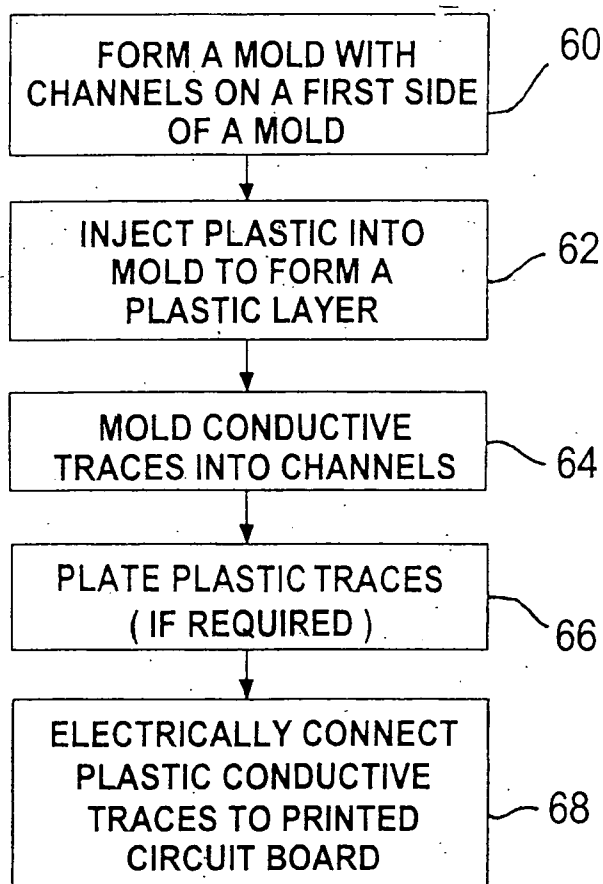 FORM A MOLD WITH
CHANNELS ON A FIRST SIDE
OF A MOLD
60
INJECT PLASTIC INTO
MOLD TO FORM A
PLASTIC LAYER
62
MOLD CONDUCTIVE
TRACES INTO CHANNELS
64
PLATE PLASTIC TRACES
( IF REQUIRED )
66
ELECTRICALLY CONNECT
PLASTIC CONDUCTIVE
TRACES TO PRINTED
CIRCUIT BOARD
68